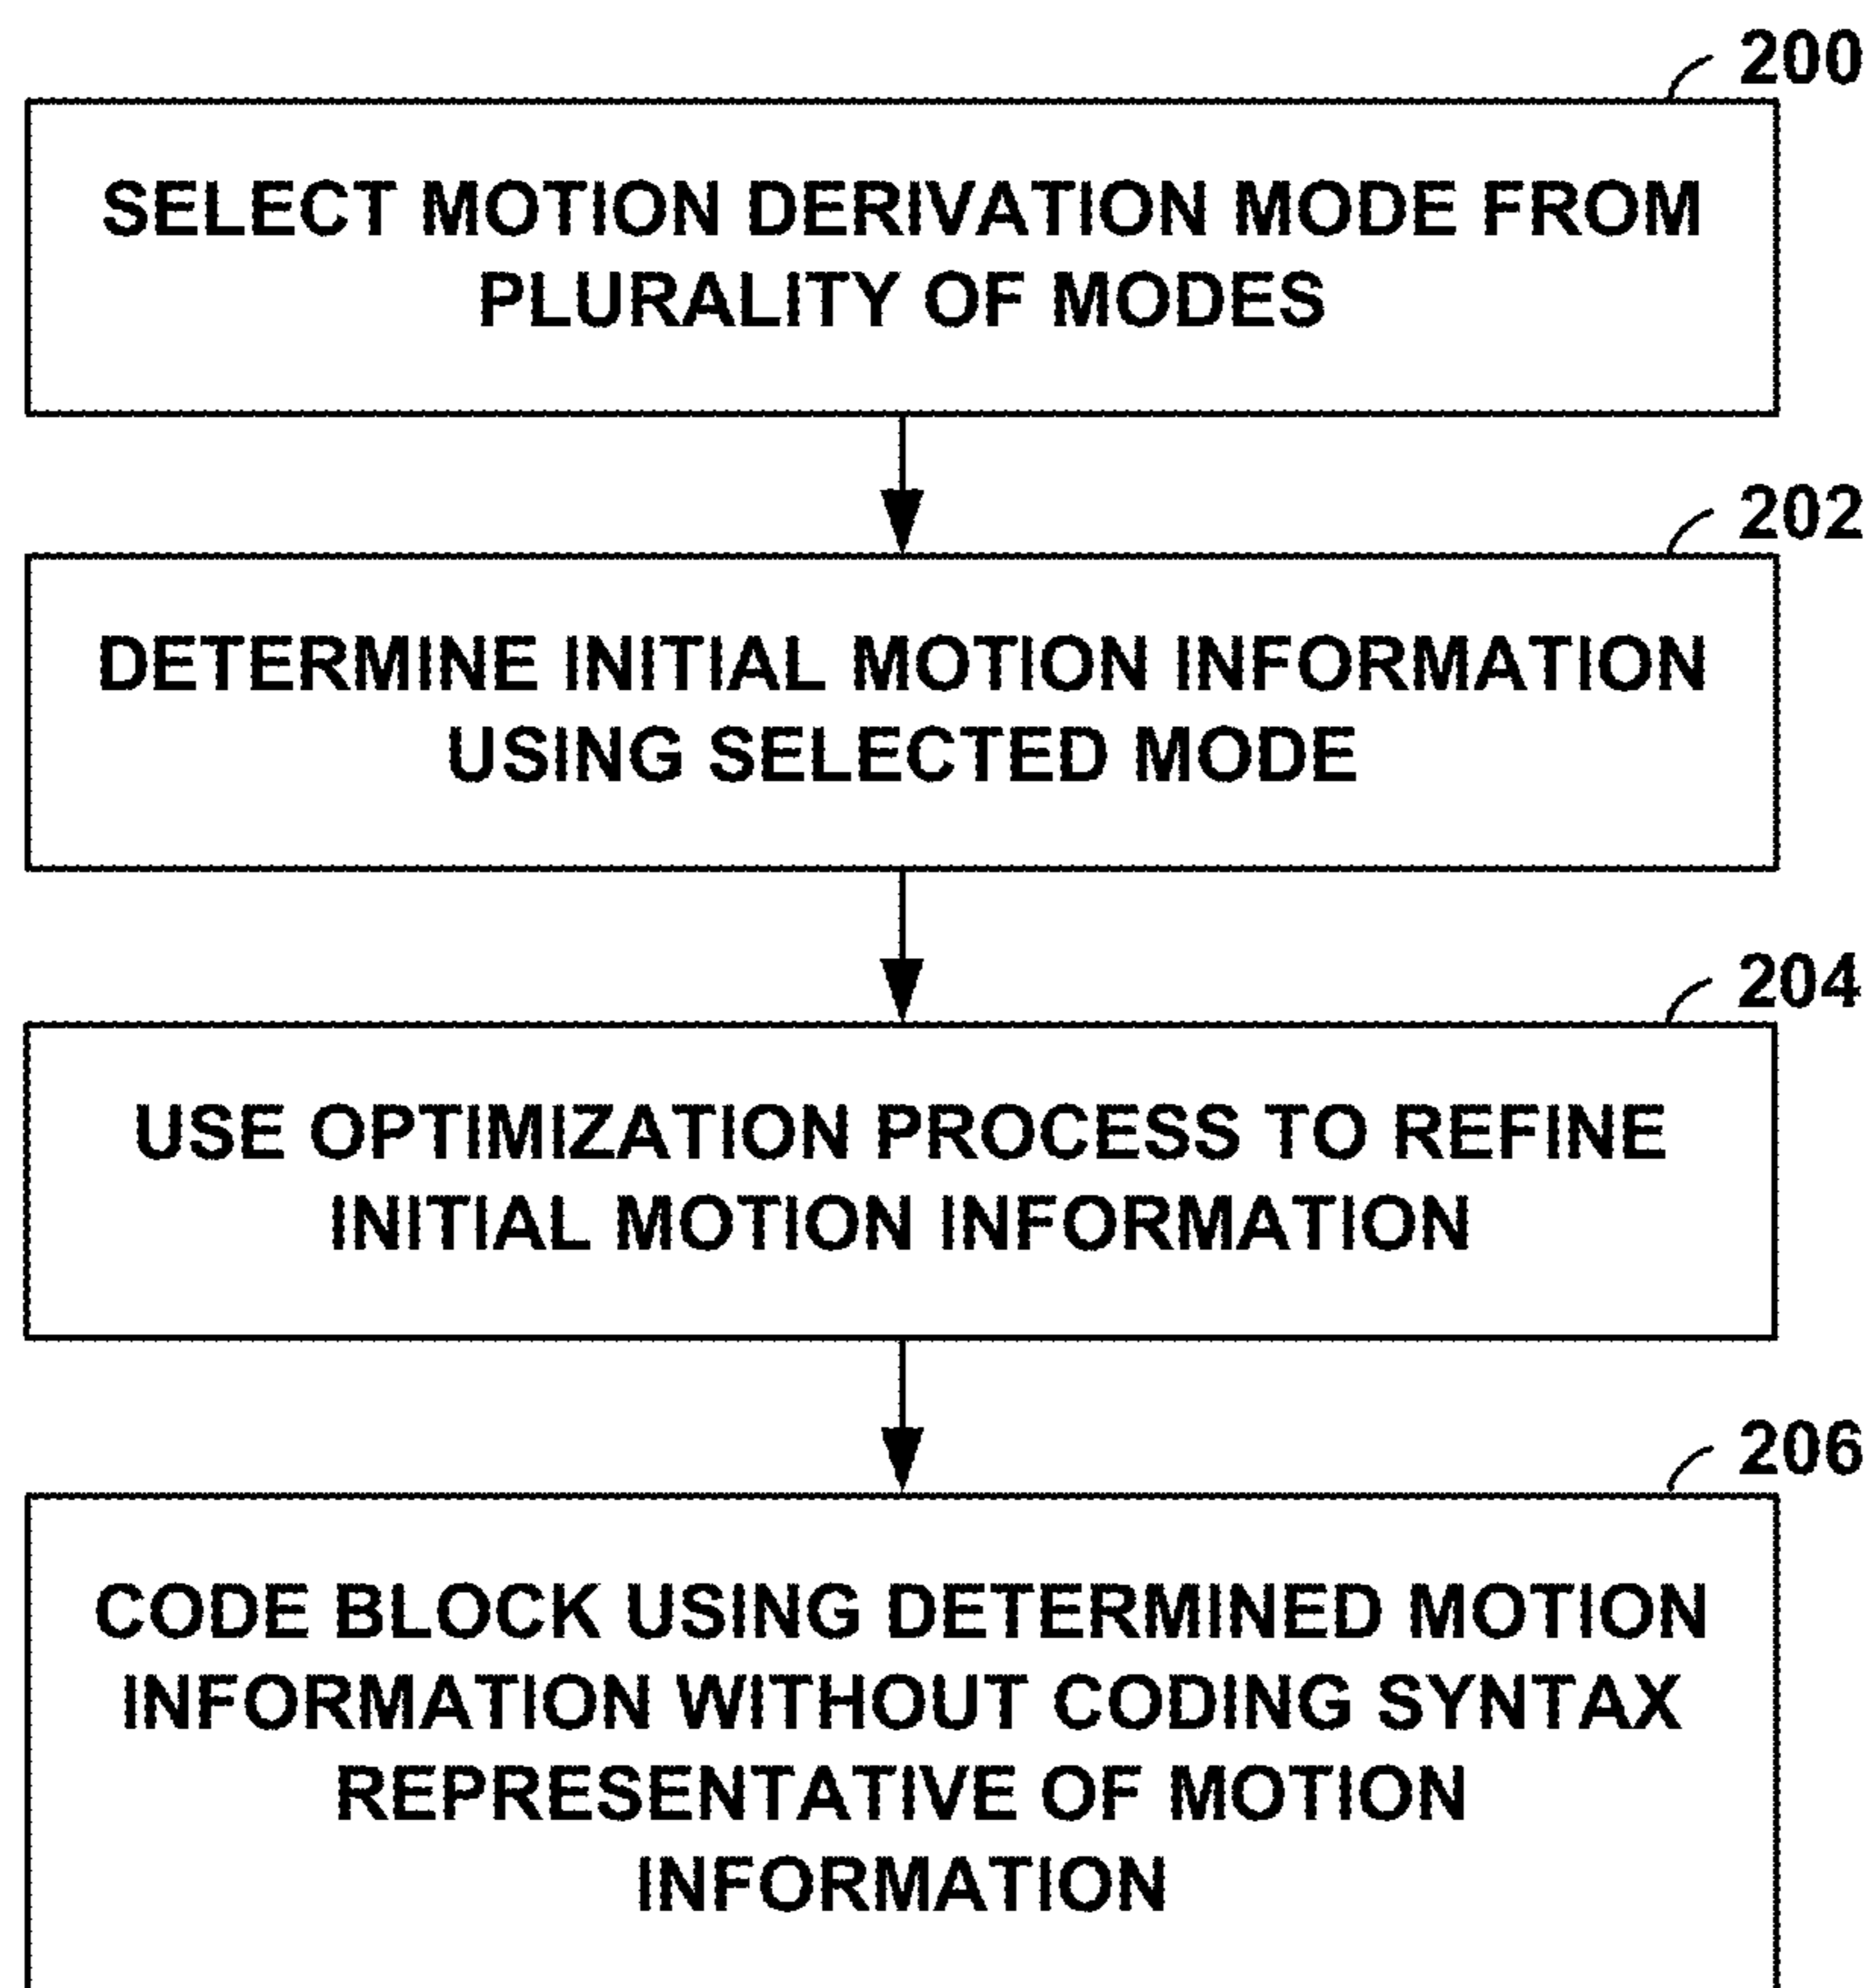 200
SELECT MOTION DERIVATION MODE FROM
PLURALITY OF MODES
202
DETERMINE INITIAL MOTION INFORMATION
USING SELECTED MODE
204
USE OPTIMIZATION PROCESS TO REFINE
INITIAL MOTION INFORMATION
206
CODE BLOCK USING DETERMINED MOTION
INFORMATION WITHOUT CODING SYNTAX
REPRESENTATIVE OF MOTION
INFORMATION